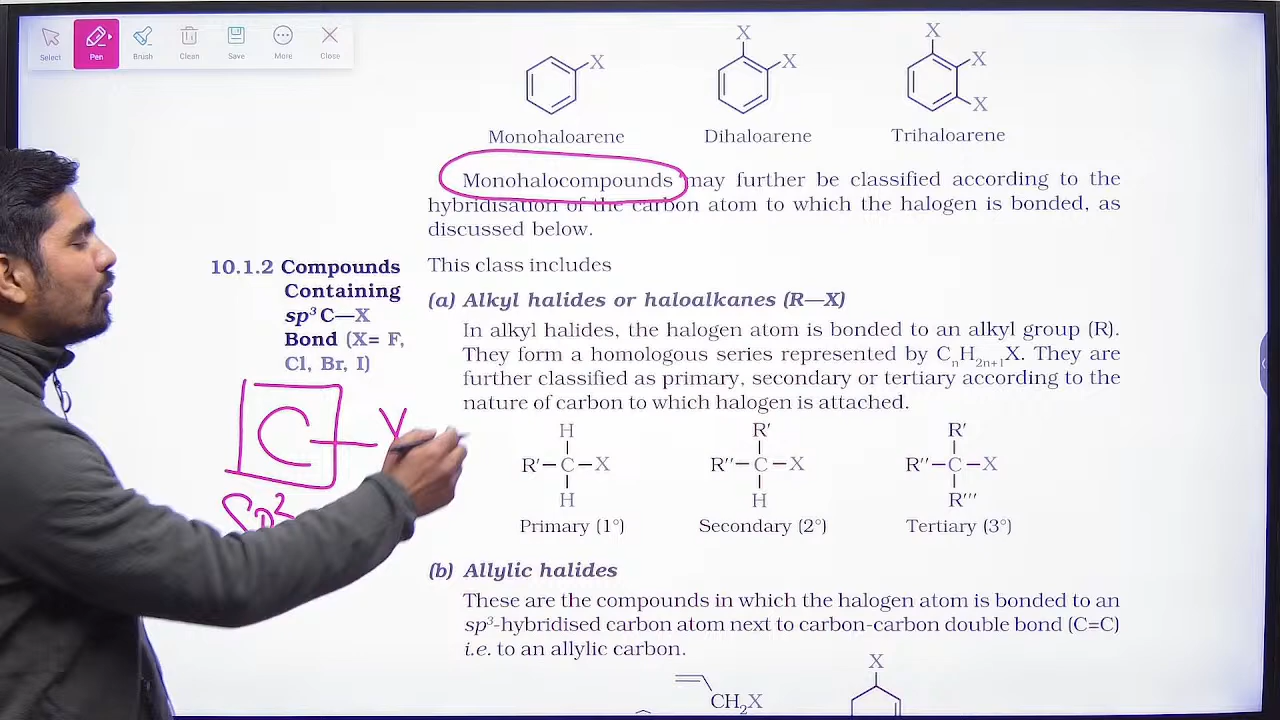 Select Pen Brush Clean Save More Close
X X X X X X
Monohaloarene Dihaloarene Trihaloarene
Monohalocompounds may further be classified according to the
hybridisation of the carbon atom to which the halogen is bonded, as
discussed below.
10.1.2 Compounds
Containing
sp³ C—X
Bond (X= F,
Cl, Br, I)
This class includes
(a) Alkyl halides or haloalkanes (R—X)
In alkyl halides, the halogen atom is bonded to an alkyl group (R).
They form a homologous series represented by CₙH₂ₙ₊₁X. They are
further classified as primary, secondary or tertiary according to the
nature of carbon to which halogen is attached.
H R′ R′
R′—C—X R″—C—X R″—C—X
H H R‴
Primary (1°) Secondary (2°) Tertiary (3°)
C
Sp²
(b) Allylic halides
These are the compounds in which the halogen atom is bonded to an
sp³-hybridised carbon atom next to carbon-carbon double bond (C=C)
i.e. to an allylic carbon.
X
CH₂X